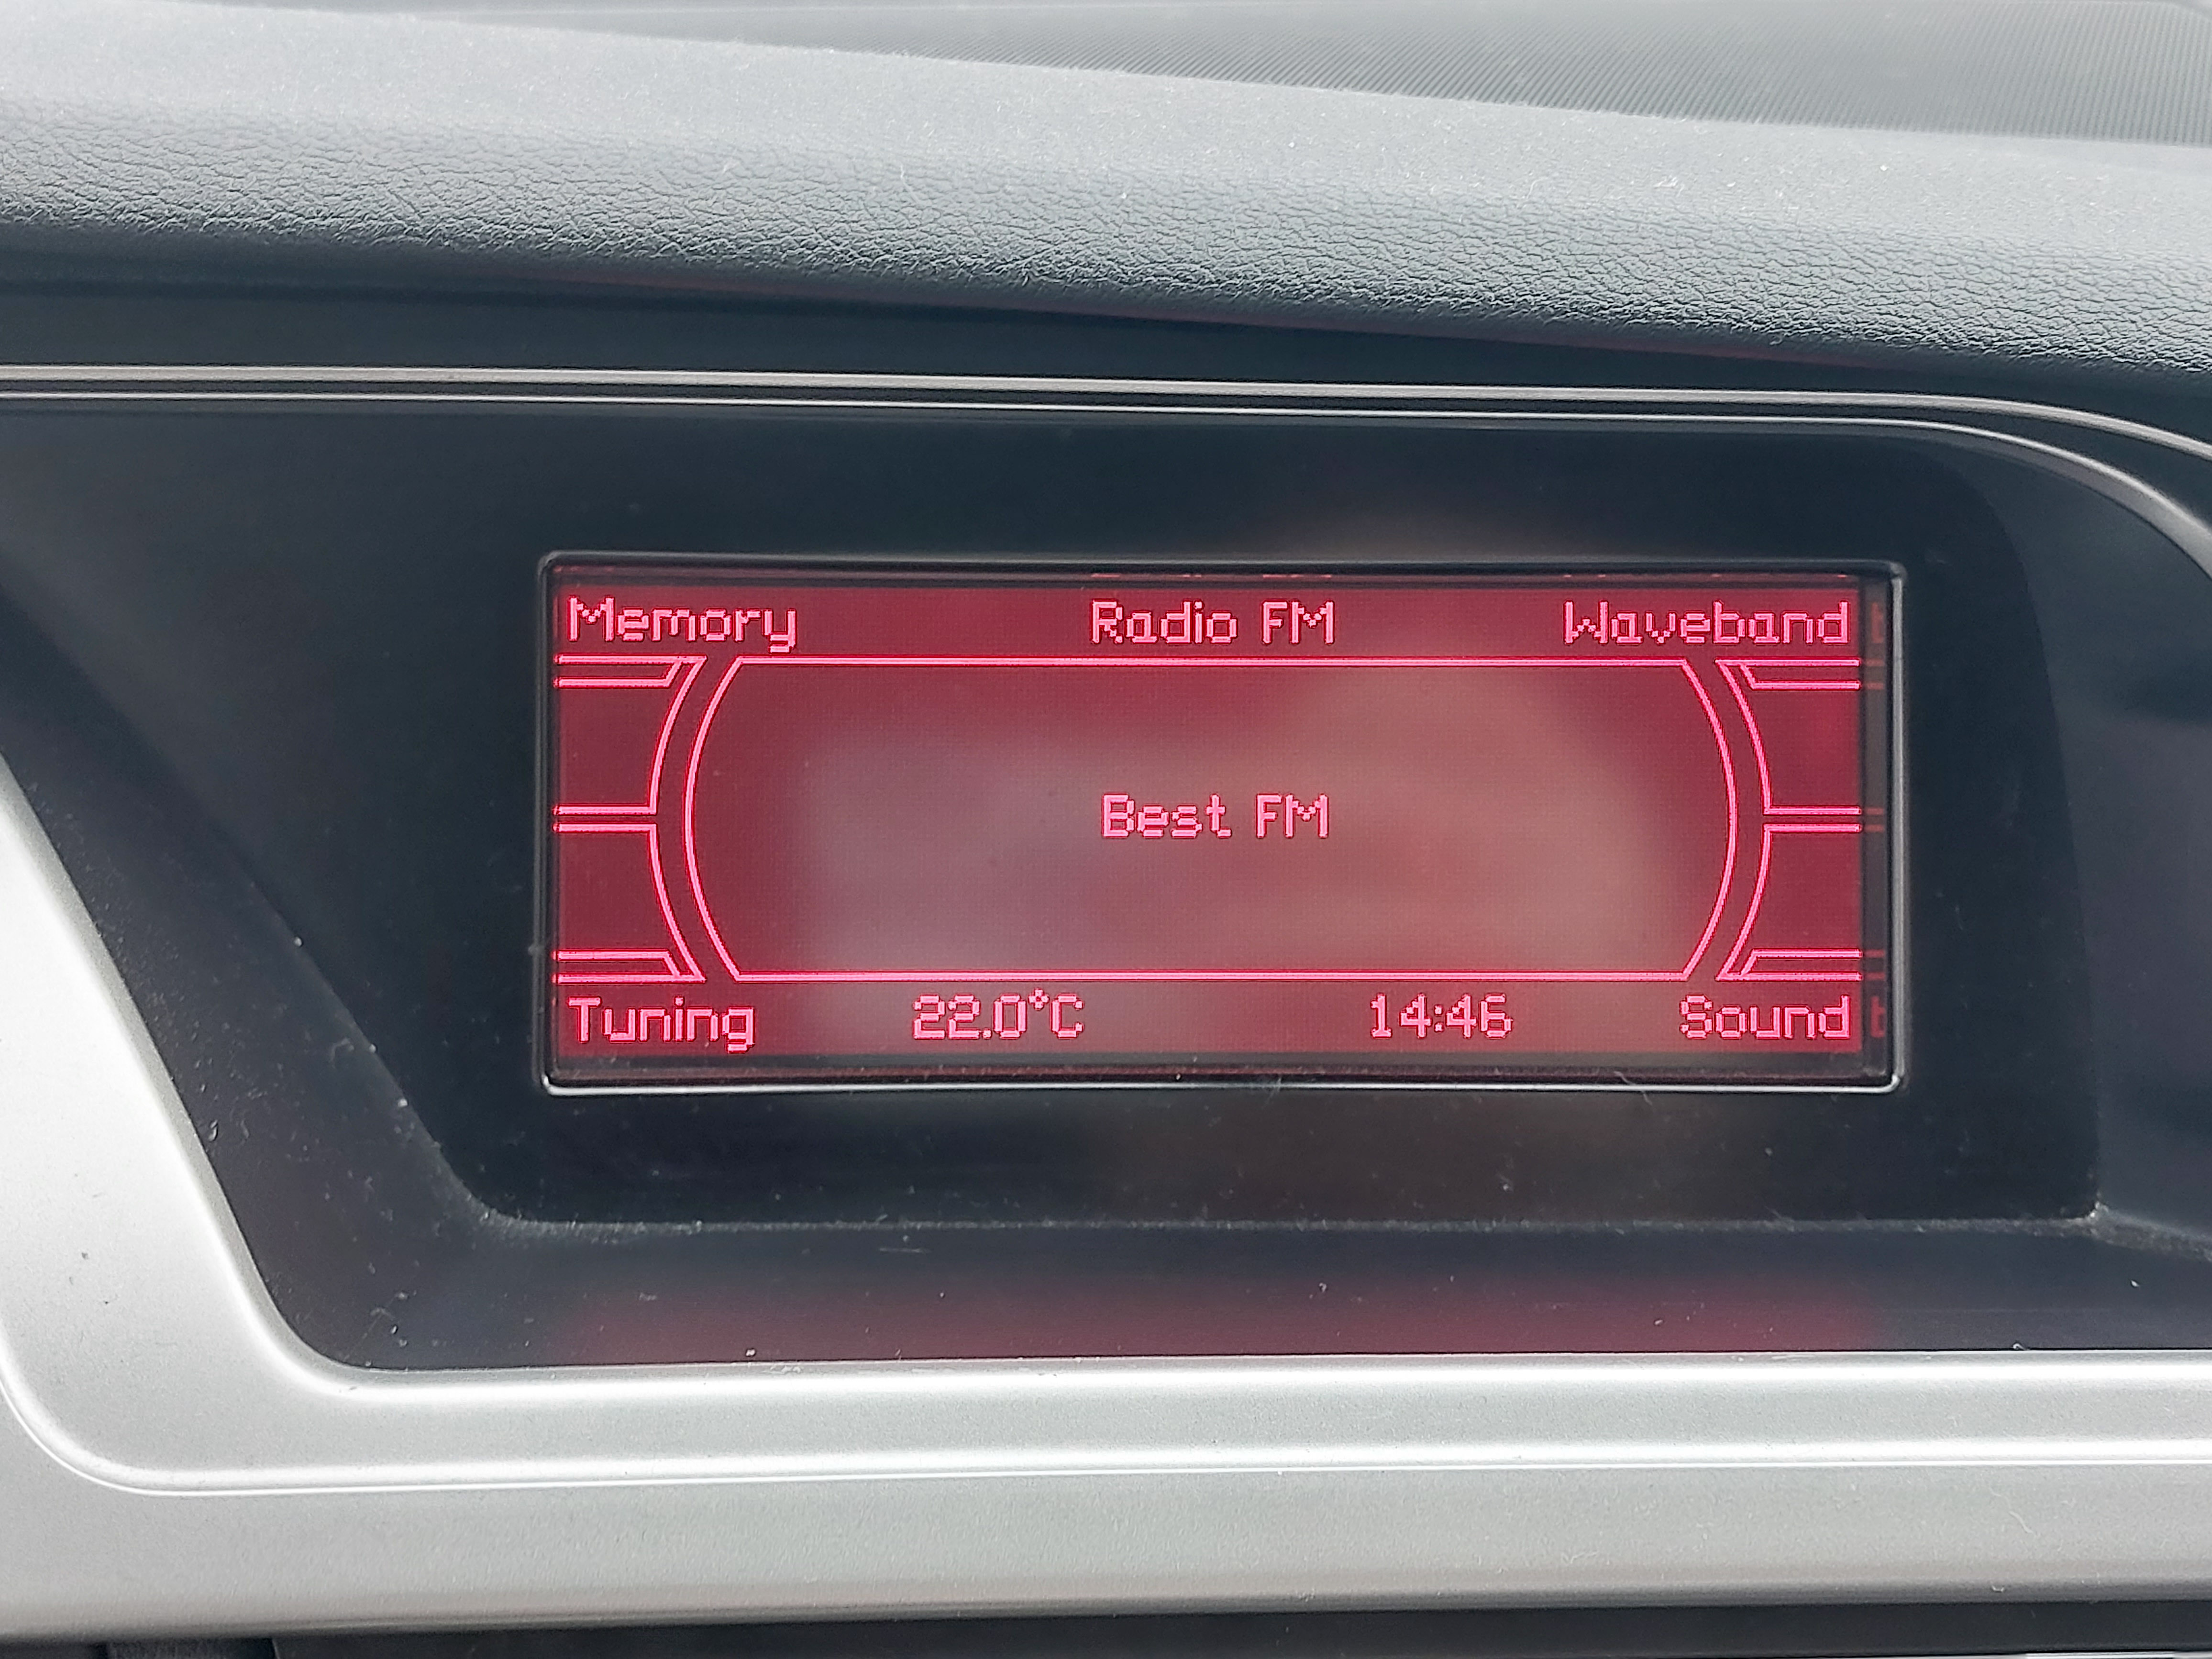 Memory Radio FM Waveband
Best FM
Tuning 22.0°C 14:46 Sound